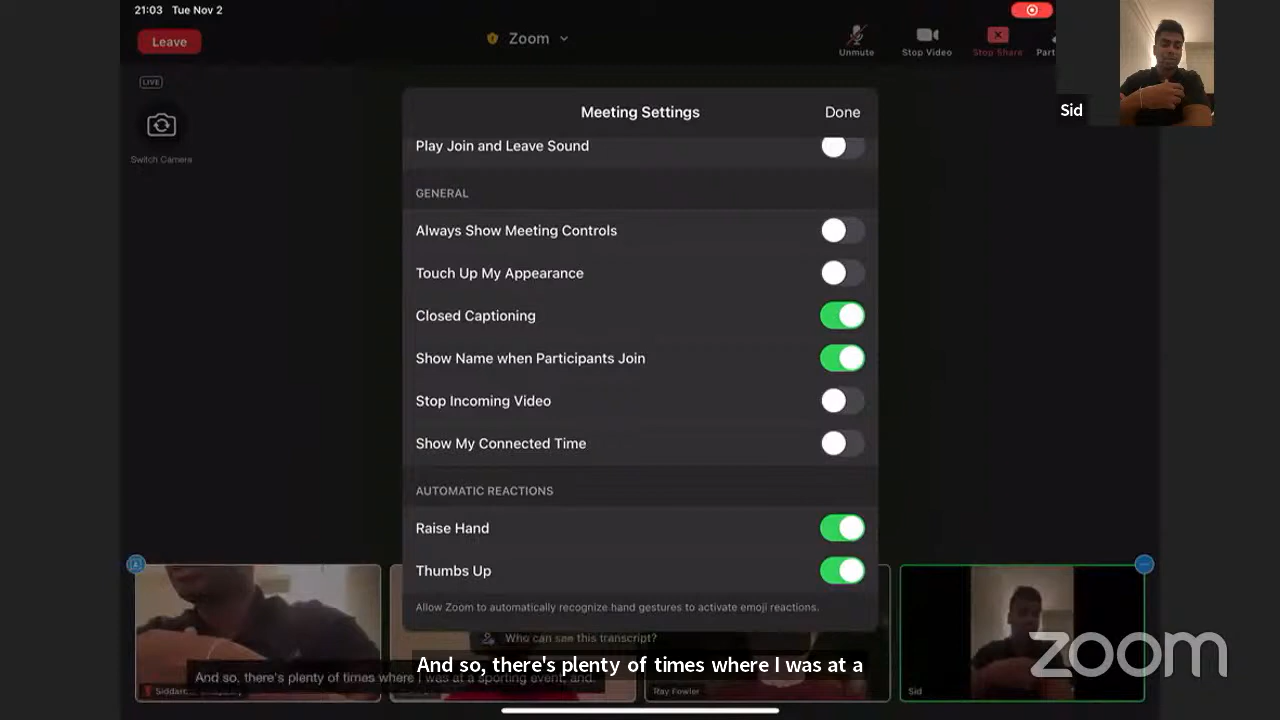 21:03 Tue Nov 2
Leave
Zoom
Unmute
Stop Video
Stop Share
Part
LIVE
Switch Camera
Sid
Meeting Settings
Done
Play Join and Leave Sound
GENERAL
Always Show Meeting Controls
Touch Up My Appearance
Closed Captioning
Show Name when Participants Join
Stop Incoming Video
Show My Connected Time
AUTOMATIC REACTIONS
Raise Hand
Thumbs Up
Allow Zoom to automatically recognize hand gestures to activate emoji reactions.
Who can see this transcript?
And so, there's plenty of times where I was at a
And so, there's plenty of times where I was at a sporting event, and.
Ray Fowler
Sid
zoom